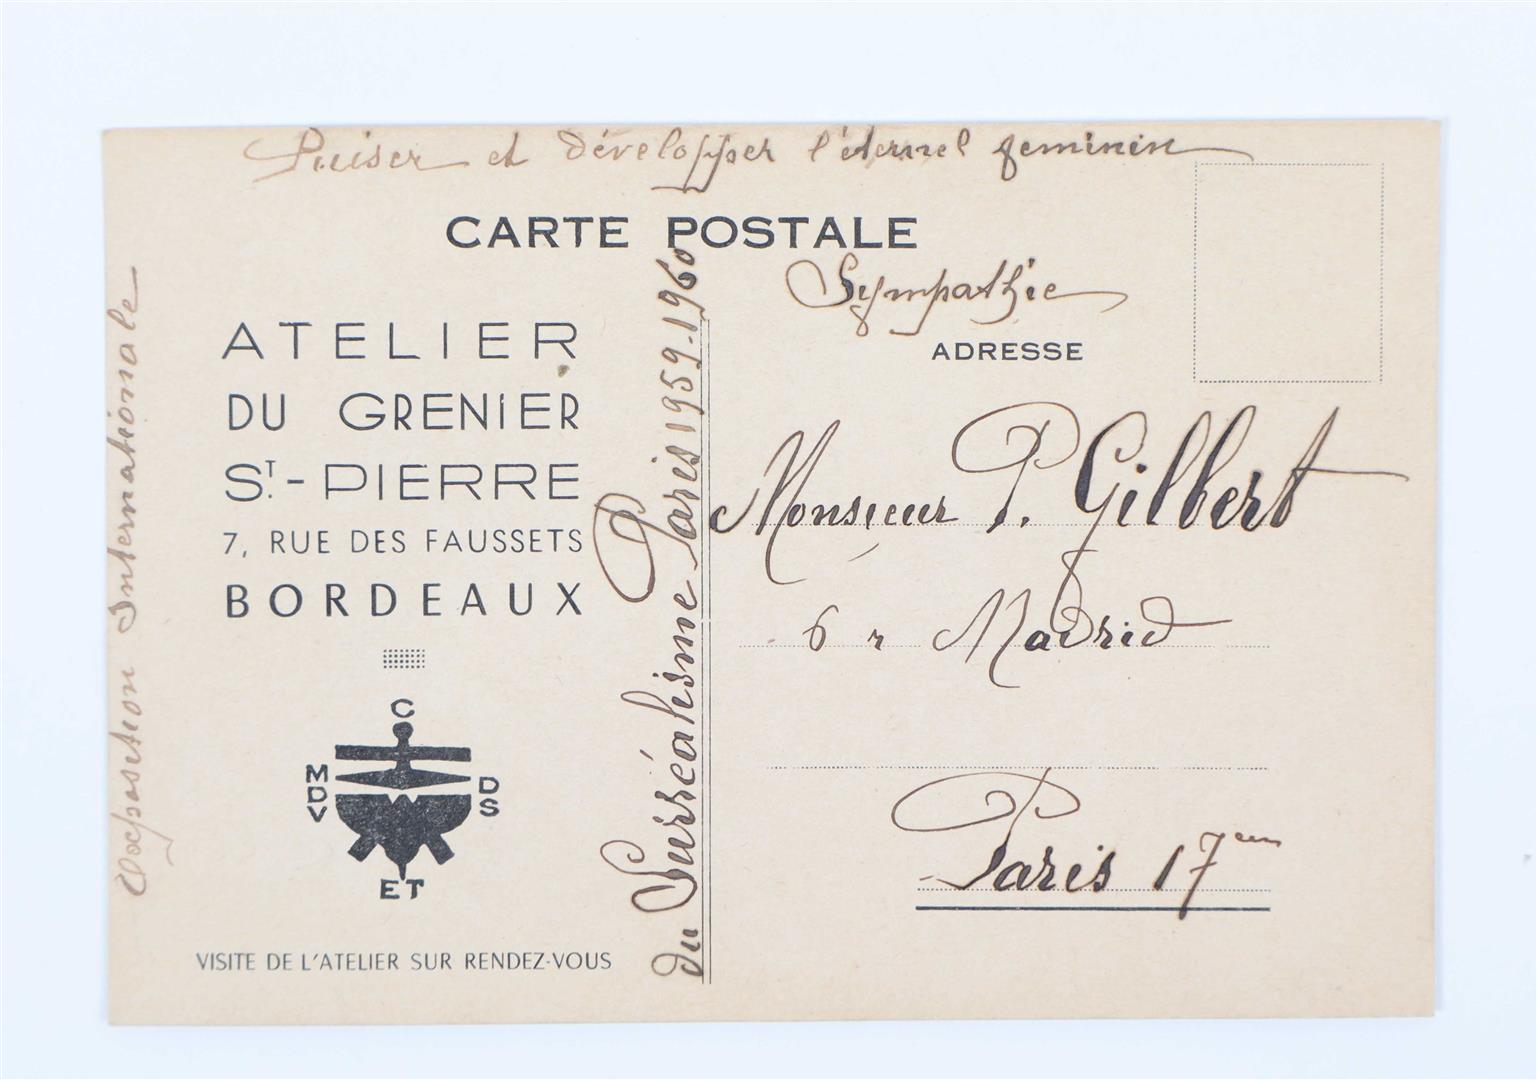 Puiser et développer l'éternel feminin
CARTE POSTALE
Sympathie
ADRESSE
Monsieur P. Gilbert
6 r Madrid
Paris 17em
ATELIER
DU GRENIER
ST.-PIERRE
7, RUE DES FAUSSETS
BORDEAUX
C
MDV
DS
ET
VISITE DE L'ATELIER SUR RENDEZ-VOUS
Exposition Internationale
du Surréalisme Paris 1959-1960